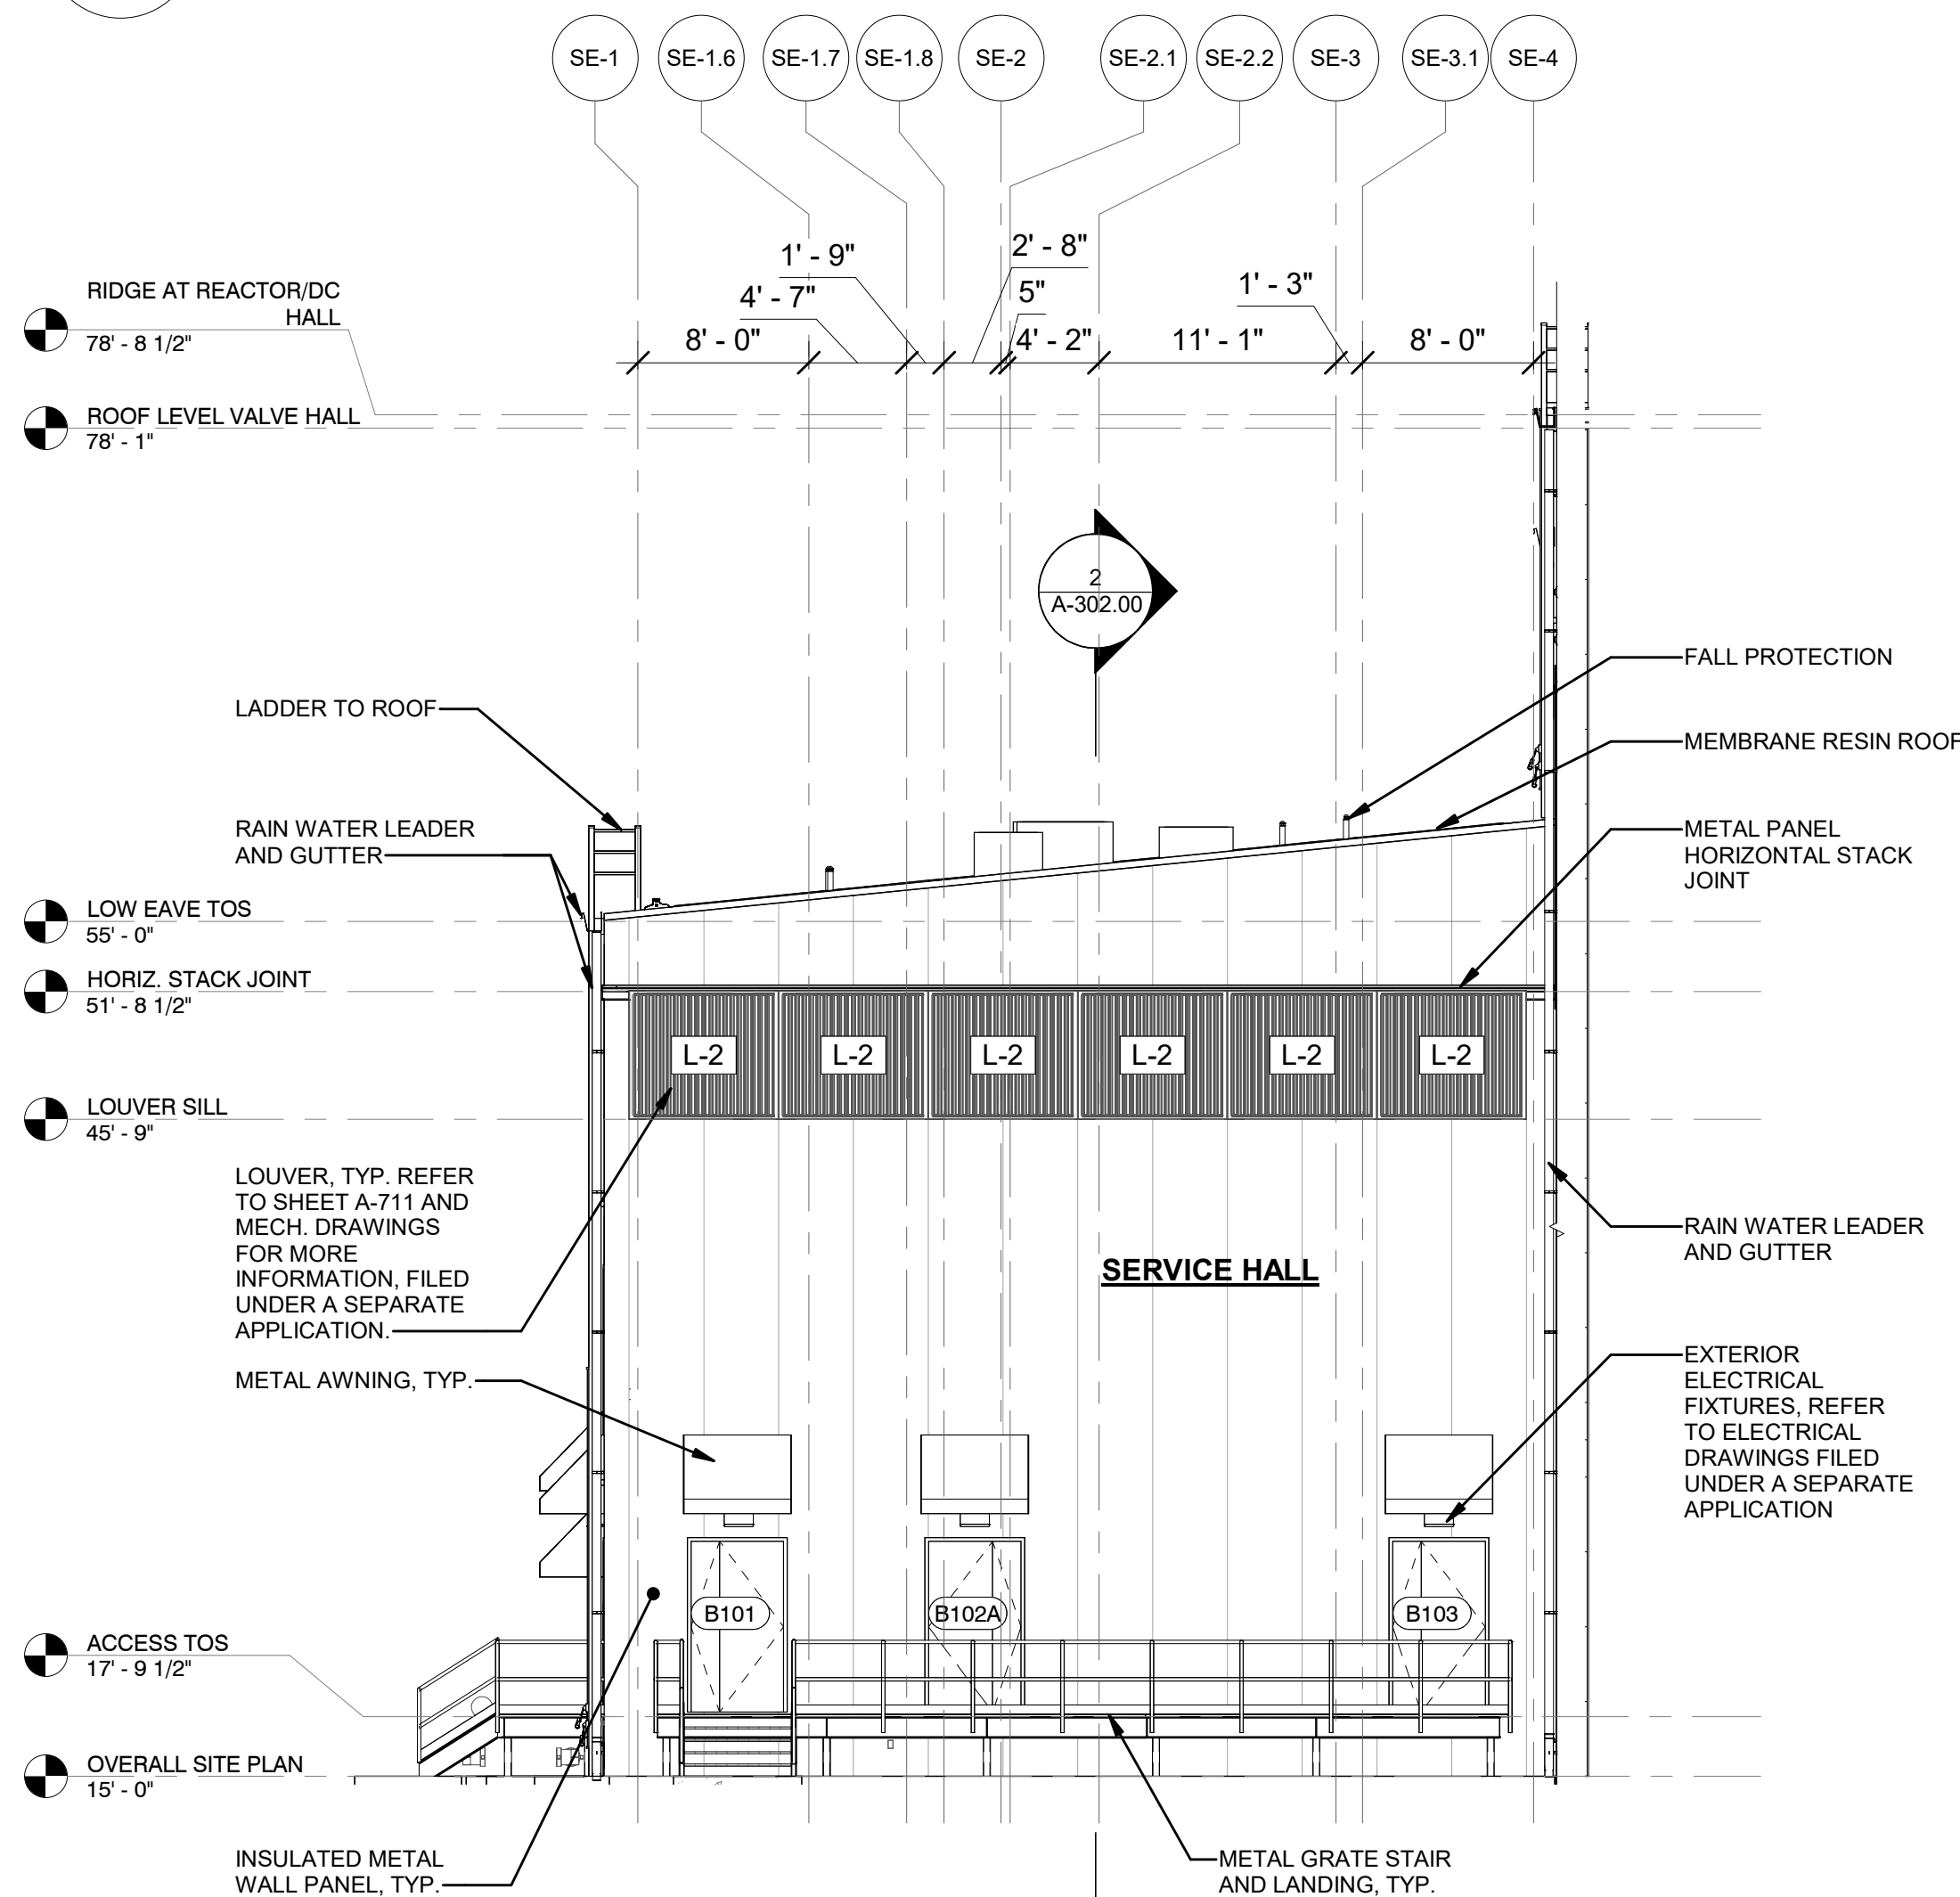 SE-1 SE-1.6 SE-1.7 SE-1.8 SE-2 SE-2.1 SE-2.2 SE-3 SE-3.1 SE-4
1' - 9"
2' - 8"
4' - 7"
5"
1' - 3"
8' - 0"
4' - 2"
11' - 1"
8' - 0"
RIDGE AT REACTOR/DC
HALL
78' - 8 1/2"
ROOF LEVEL VALVE HALL
78' - 1"
2
A-302.00
LADDER TO ROOF
RAIN WATER LEADER
AND GUTTER
FALL PROTECTION
MEMBRANE RESIN ROOF
METAL PANEL
HORIZONTAL STACK
JOINT
LOW EAVE TOS
55' - 0"
HORIZ. STACK JOINT
51' - 8 1/2"
L-2 L-2 L-2 L-2 L-2 L-2
LOUVER SILL
45' - 9"
LOUVER, TYP. REFER
TO SHEET A-711 AND
MECH. DRAWINGS
FOR MORE
INFORMATION, FILED
UNDER A SEPARATE
APPLICATION.
SERVICE HALL
RAIN WATER LEADER
AND GUTTER
METAL AWNING, TYP.
EXTERIOR
ELECTRICAL
FIXTURES, REFER
TO ELECTRICAL
DRAWINGS FILED
UNDER A SEPARATE
APPLICATION
B101 B102A B103
ACCESS TOS
17' - 9 1/2"
OVERALL SITE PLAN
15' - 0"
INSULATED METAL
WALL PANEL, TYP.
METAL GRATE STAIR
AND LANDING, TYP.